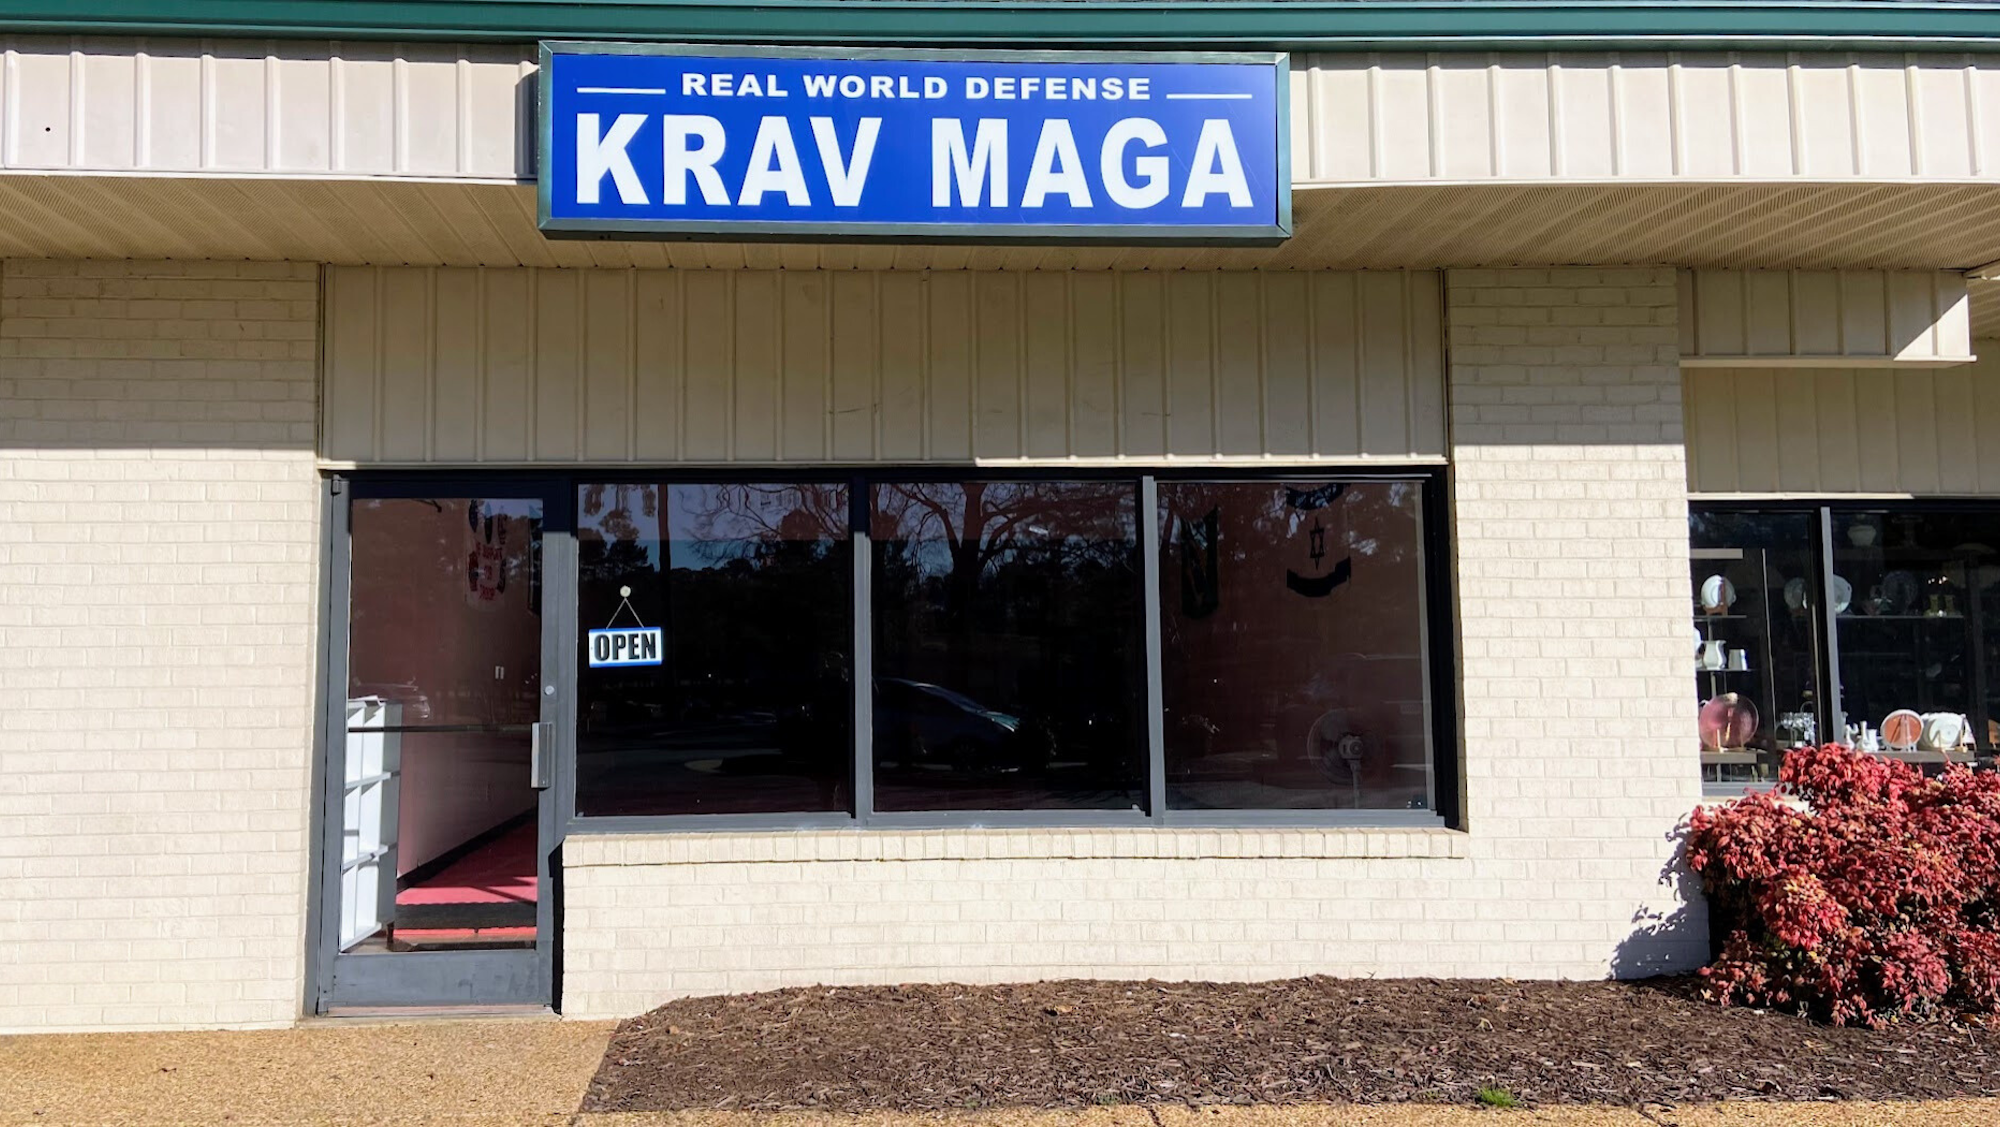 REAL WORLD DEFENSE
KRAV MAGA
OPEN